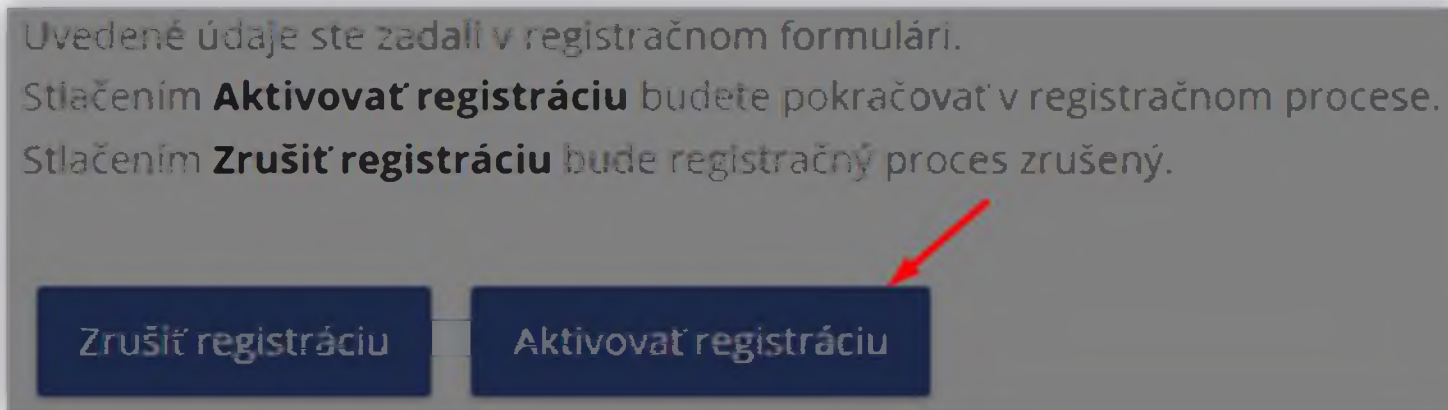 Uvedené údaje ste zadali v registračnom formulári.
Stlačením Aktivovať registráciu budete pokračovať v registračnom procese.
Stlačením Zrušiť registráciu bude registračný proces zrušený.
Zrušiť registráciu Aktivovať registráciu